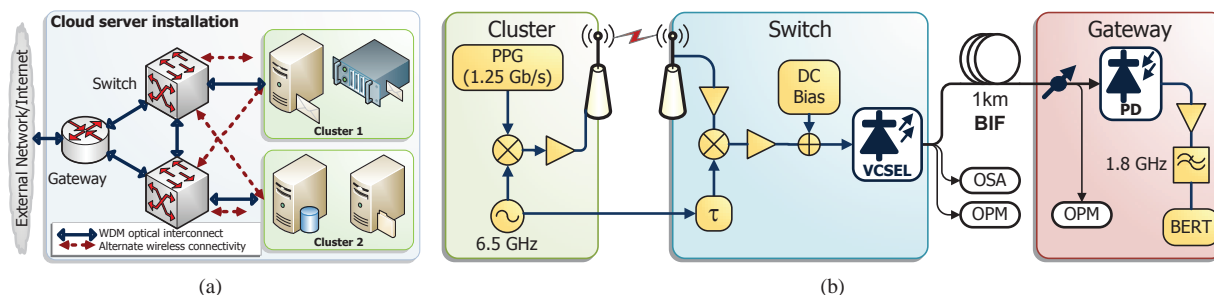 Cloud server installation
External Network/Internet
Switch
Gateway
Cluster 1
Cluster 2
WDM optical interconnect
Alternate wireless connectivity
(a)
Cluster
PPG
(1.25 Gb/s)
6.5 GHz
Switch
DC
Bias
τ
VCSEL
1km
BIF
OSA
OPM
OPM
Gateway
PD
1.8 GHz
BERT
(b)